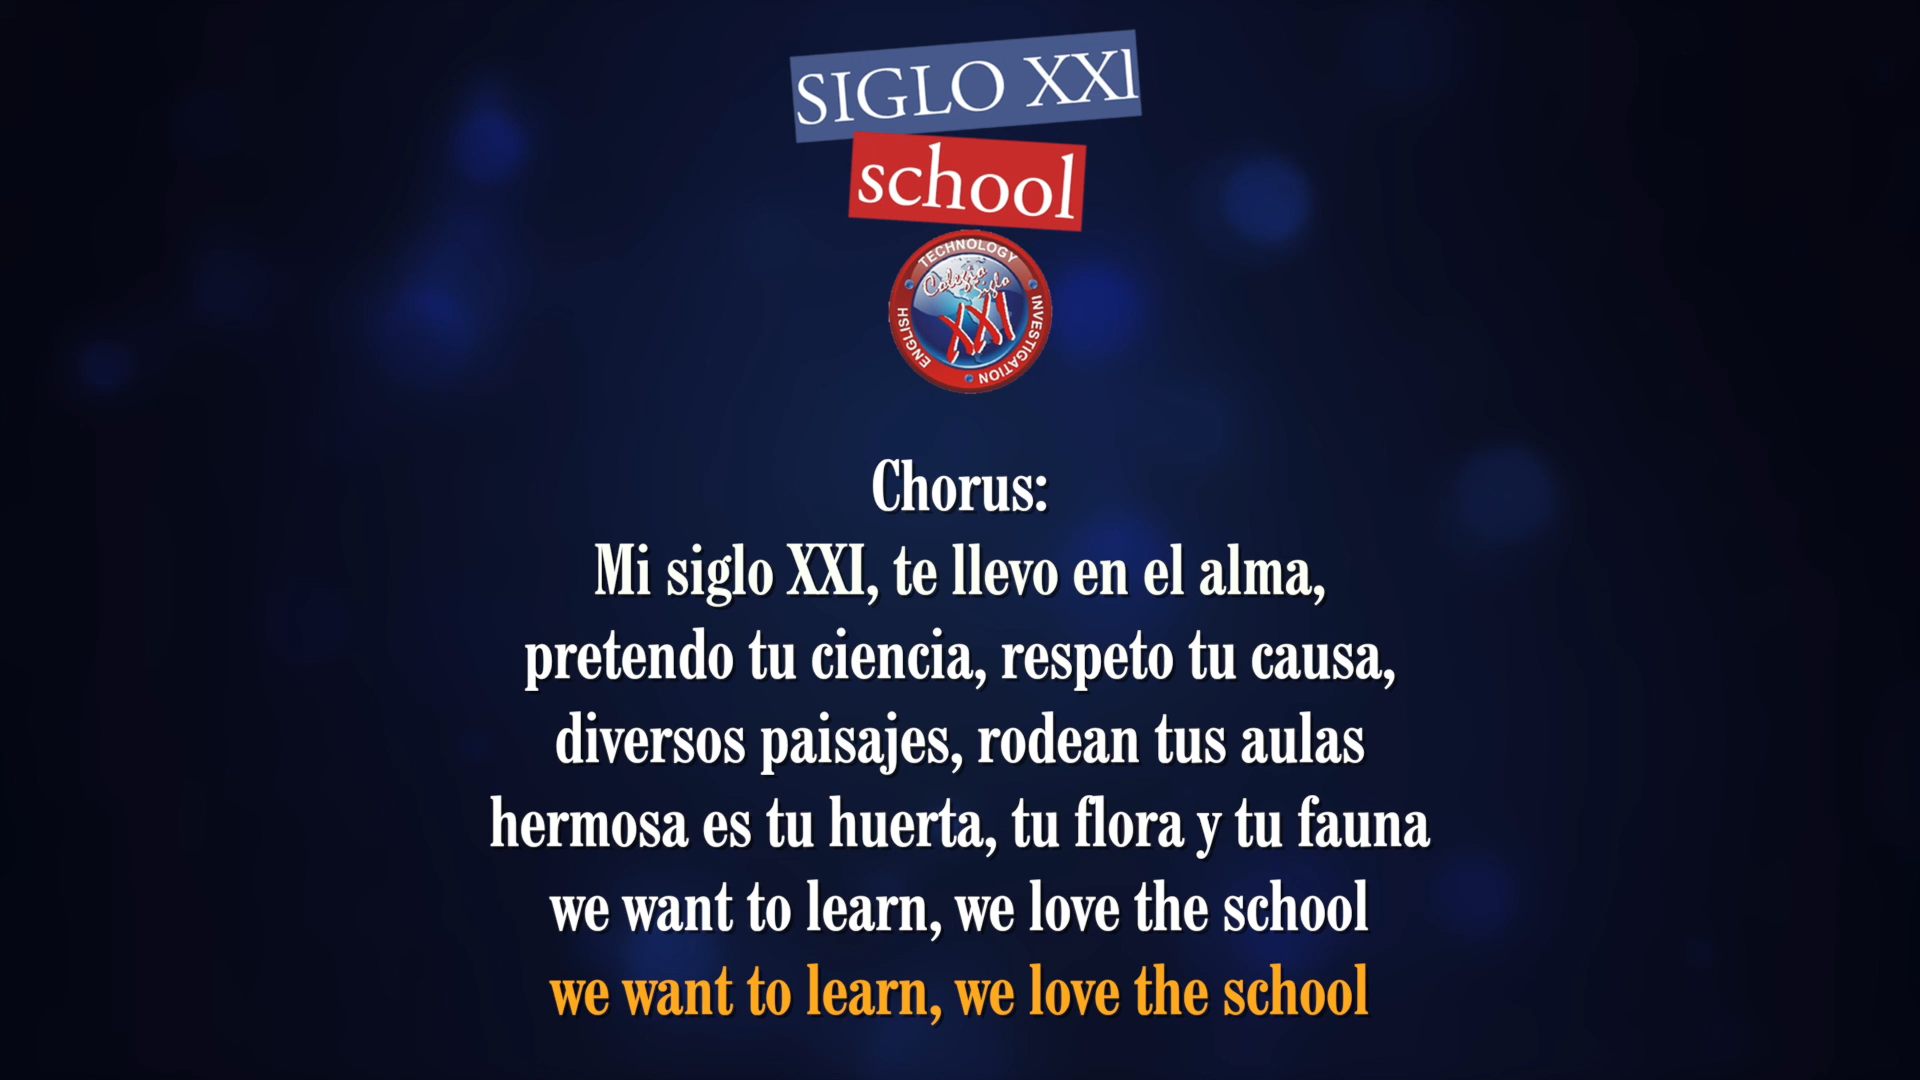 SIGLO XXI
school
TECHNOLOGY
Colegio
Siglo
XXI
ENGLISH
INVESTIGATION
Chorus:
Mi siglo XXI, te llevo en el alma,
pretendo tu ciencia, respeto tu causa,
diversos paisajes, rodean tus aulas
hermosa es tu huerta, tu flora y tu fauna
we want to learn, we love the school
we want to learn, we love the school